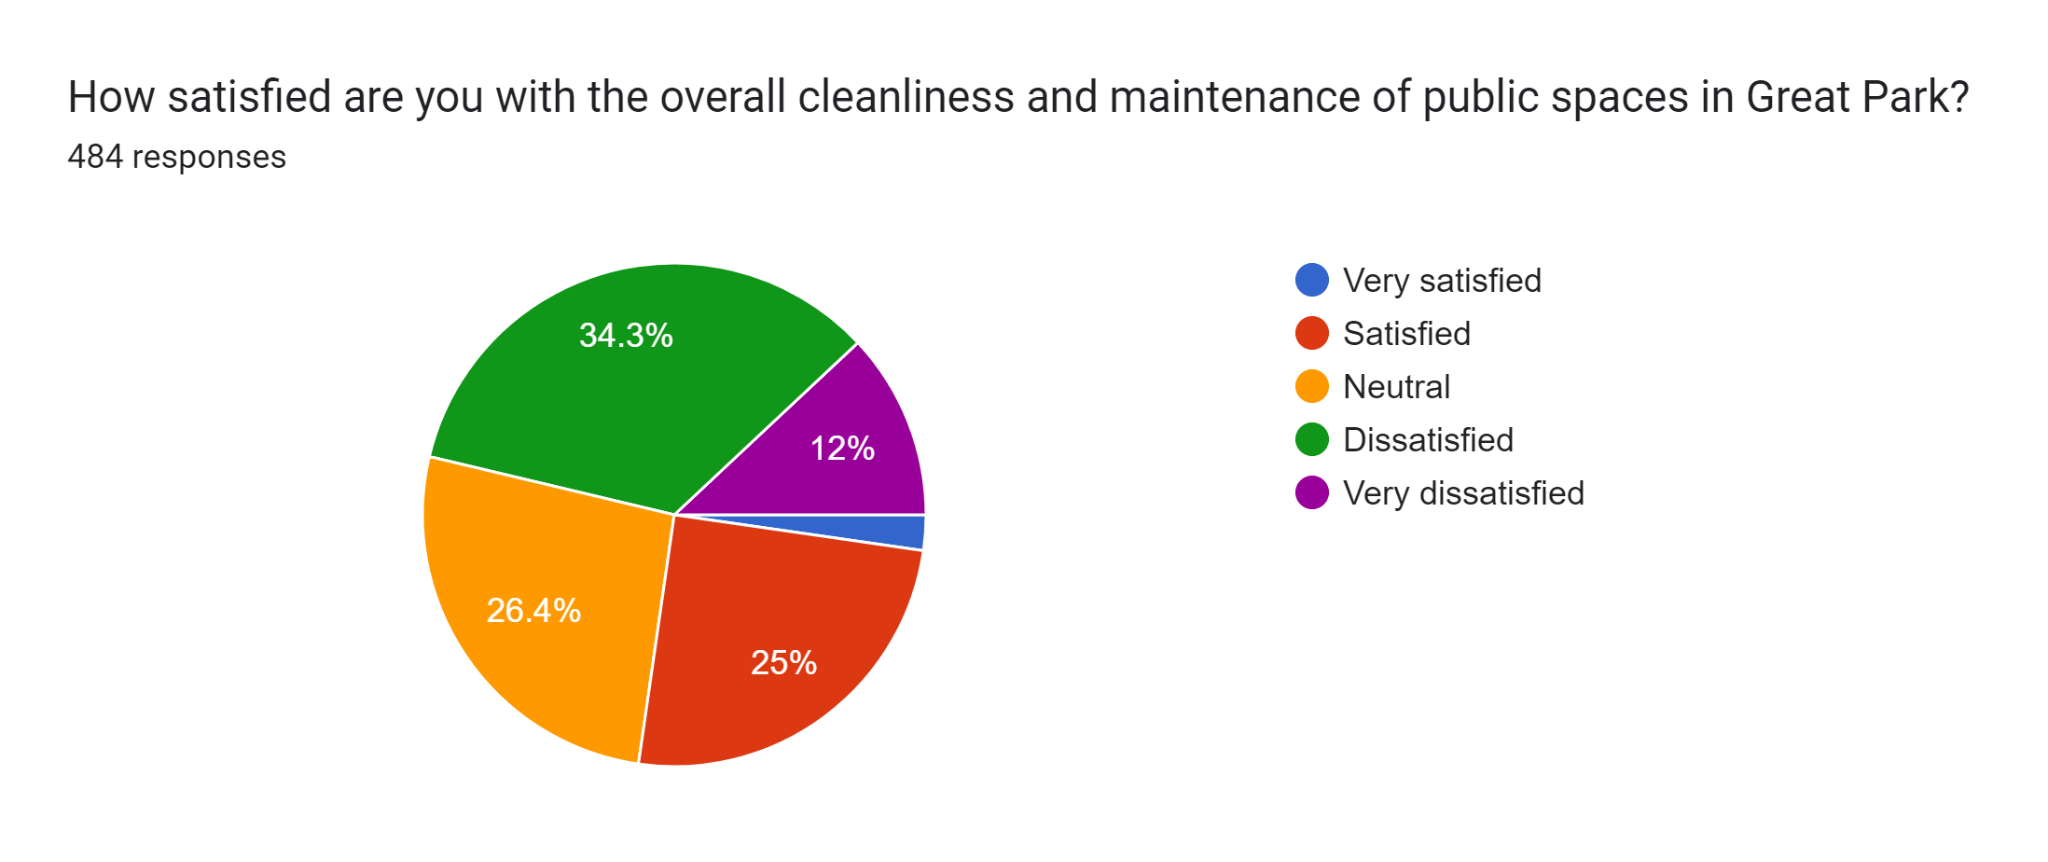 How satisfied are you with the overall cleanliness and maintenance of public spaces in Great Park?
484 responses
34.3%
12%
26.4%
25%
Very satisfied
Satisfied
Neutral
Dissatisfied
Very dissatisfied